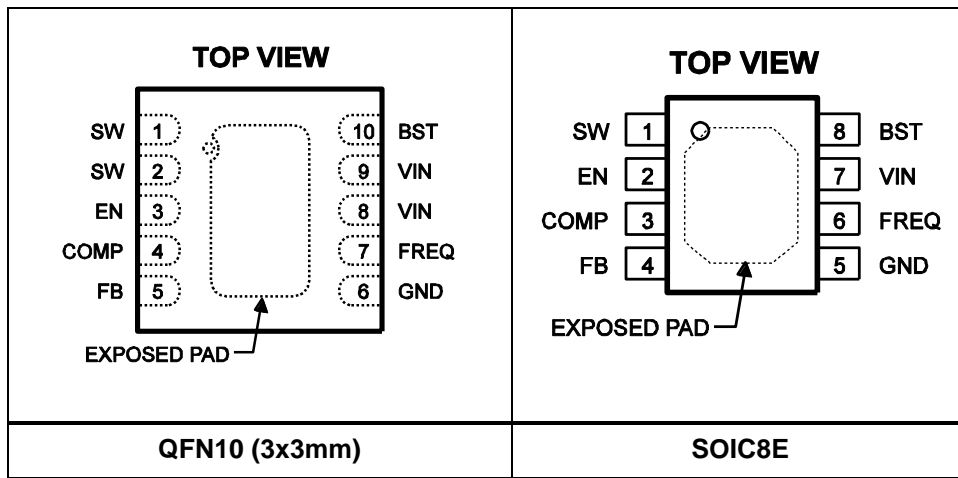 TOP VIEW
SW 1 10 BST
SW 2 9 VIN
EN 3 8 VIN
COMP 4 7 FREQ
FB 5 6 GND
EXPOSED PAD
QFN10 (3x3mm)
TOP VIEW
SW 1 8 BST
EN 2 7 VIN
COMP 3 6 FREQ
FB 4 5 GND
EXPOSED PAD
SOIC8E